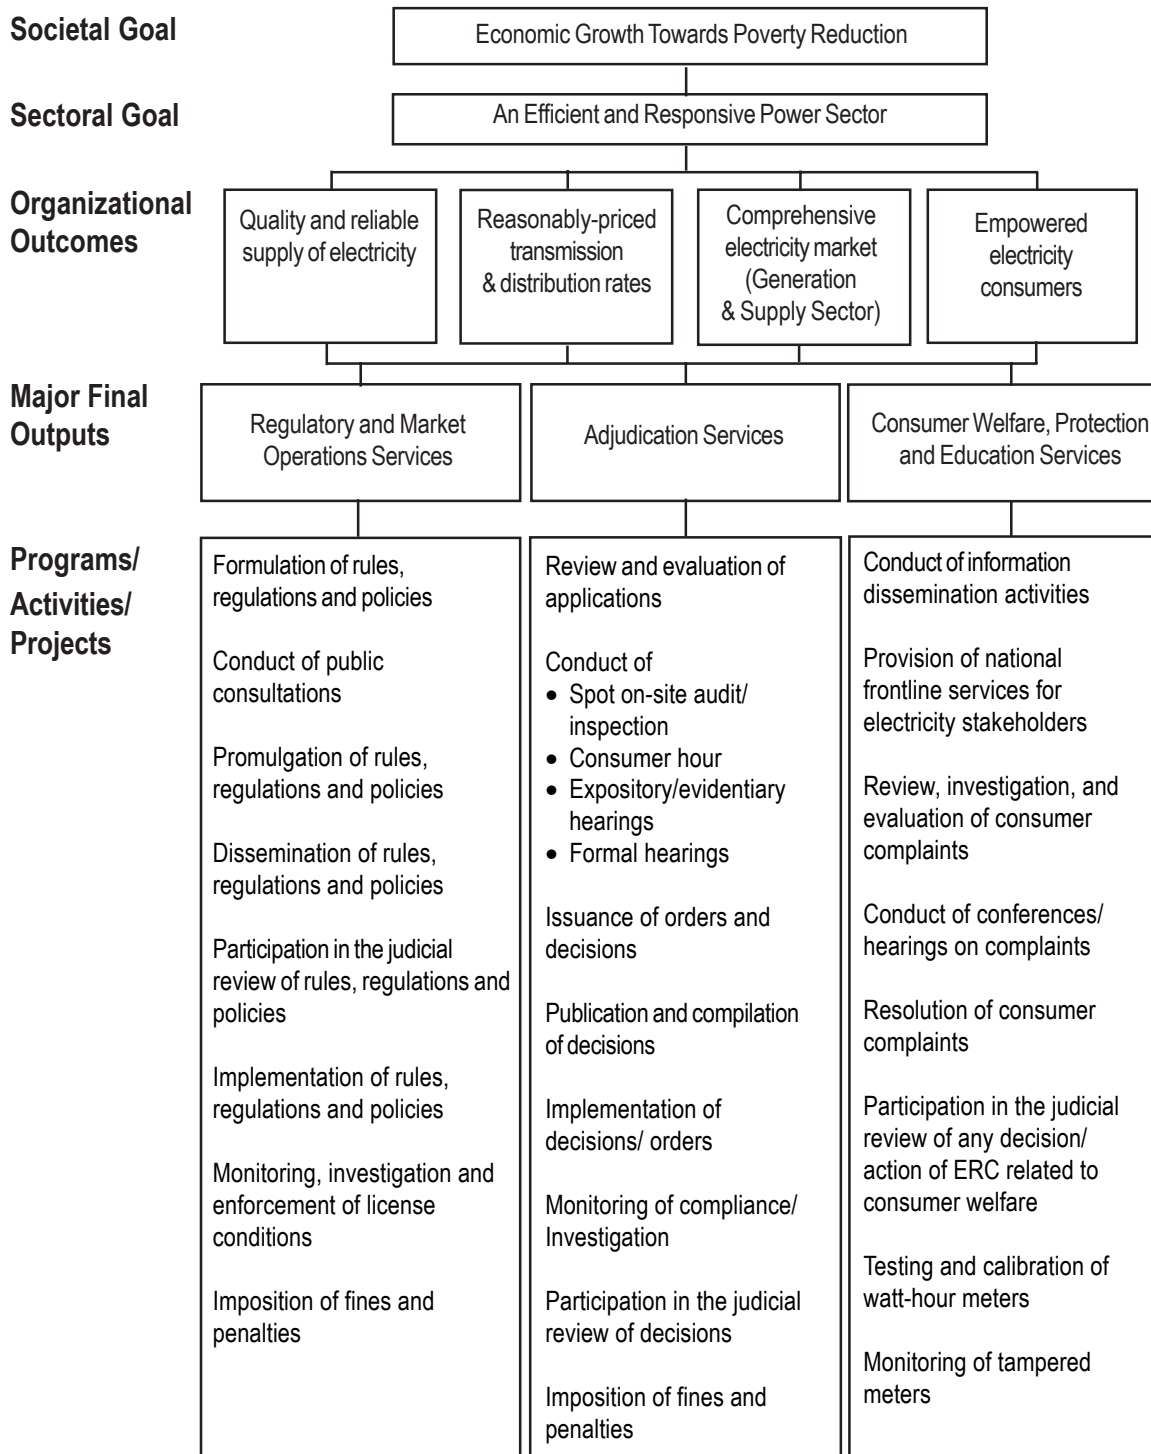 Societal Goal
Economic Growth Towards Poverty Reduction
Sectoral Goal
An Efficient and Responsive Power Sector
Organizational
Outcomes
Quality and reliable
supply of electricity
Reasonably-priced
transmission
& distribution rates
Comprehensive
electricity market
(Generation
& Supply Sector)
Empowered
electricity
consumers
Major Final
Outputs
Regulatory and Market
Operations Services
Adjudication Services
Consumer Welfare, Protection
and Education Services
Programs/
Activities/
Projects
Formulation of rules,
regulations and policies
Conduct of public
consultations
Promulgation of rules,
regulations and policies
Dissemination of rules,
regulations and policies
Participation in the judicial
review of rules, regulations and
policies
Implementation of rules,
regulations and policies
Monitoring, investigation and
enforcement of license
conditions
Imposition of fines and
penalties
Review and evaluation of
applications
Conduct of
• Spot on-site audit/
inspection
• Consumer hour
• Expository/evidentiary
hearings
• Formal hearings
Issuance of orders and
decisions
Publication and compilation
of decisions
Implementation of
decisions/ orders
Monitoring of compliance/
Investigation
Participation in the judicial
review of decisions
Imposition of fines and
penalties
Conduct of information
dissemination activities
Provision of national
frontline services for
electricity stakeholders
Review, investigation, and
evaluation of consumer
complaints
Conduct of conferences/
hearings on complaints
Resolution of consumer
complaints
Participation in the judicial
review of any decision/
action of ERC related to
consumer welfare
Testing and calibration of
watt-hour meters
Monitoring of tampered
meters